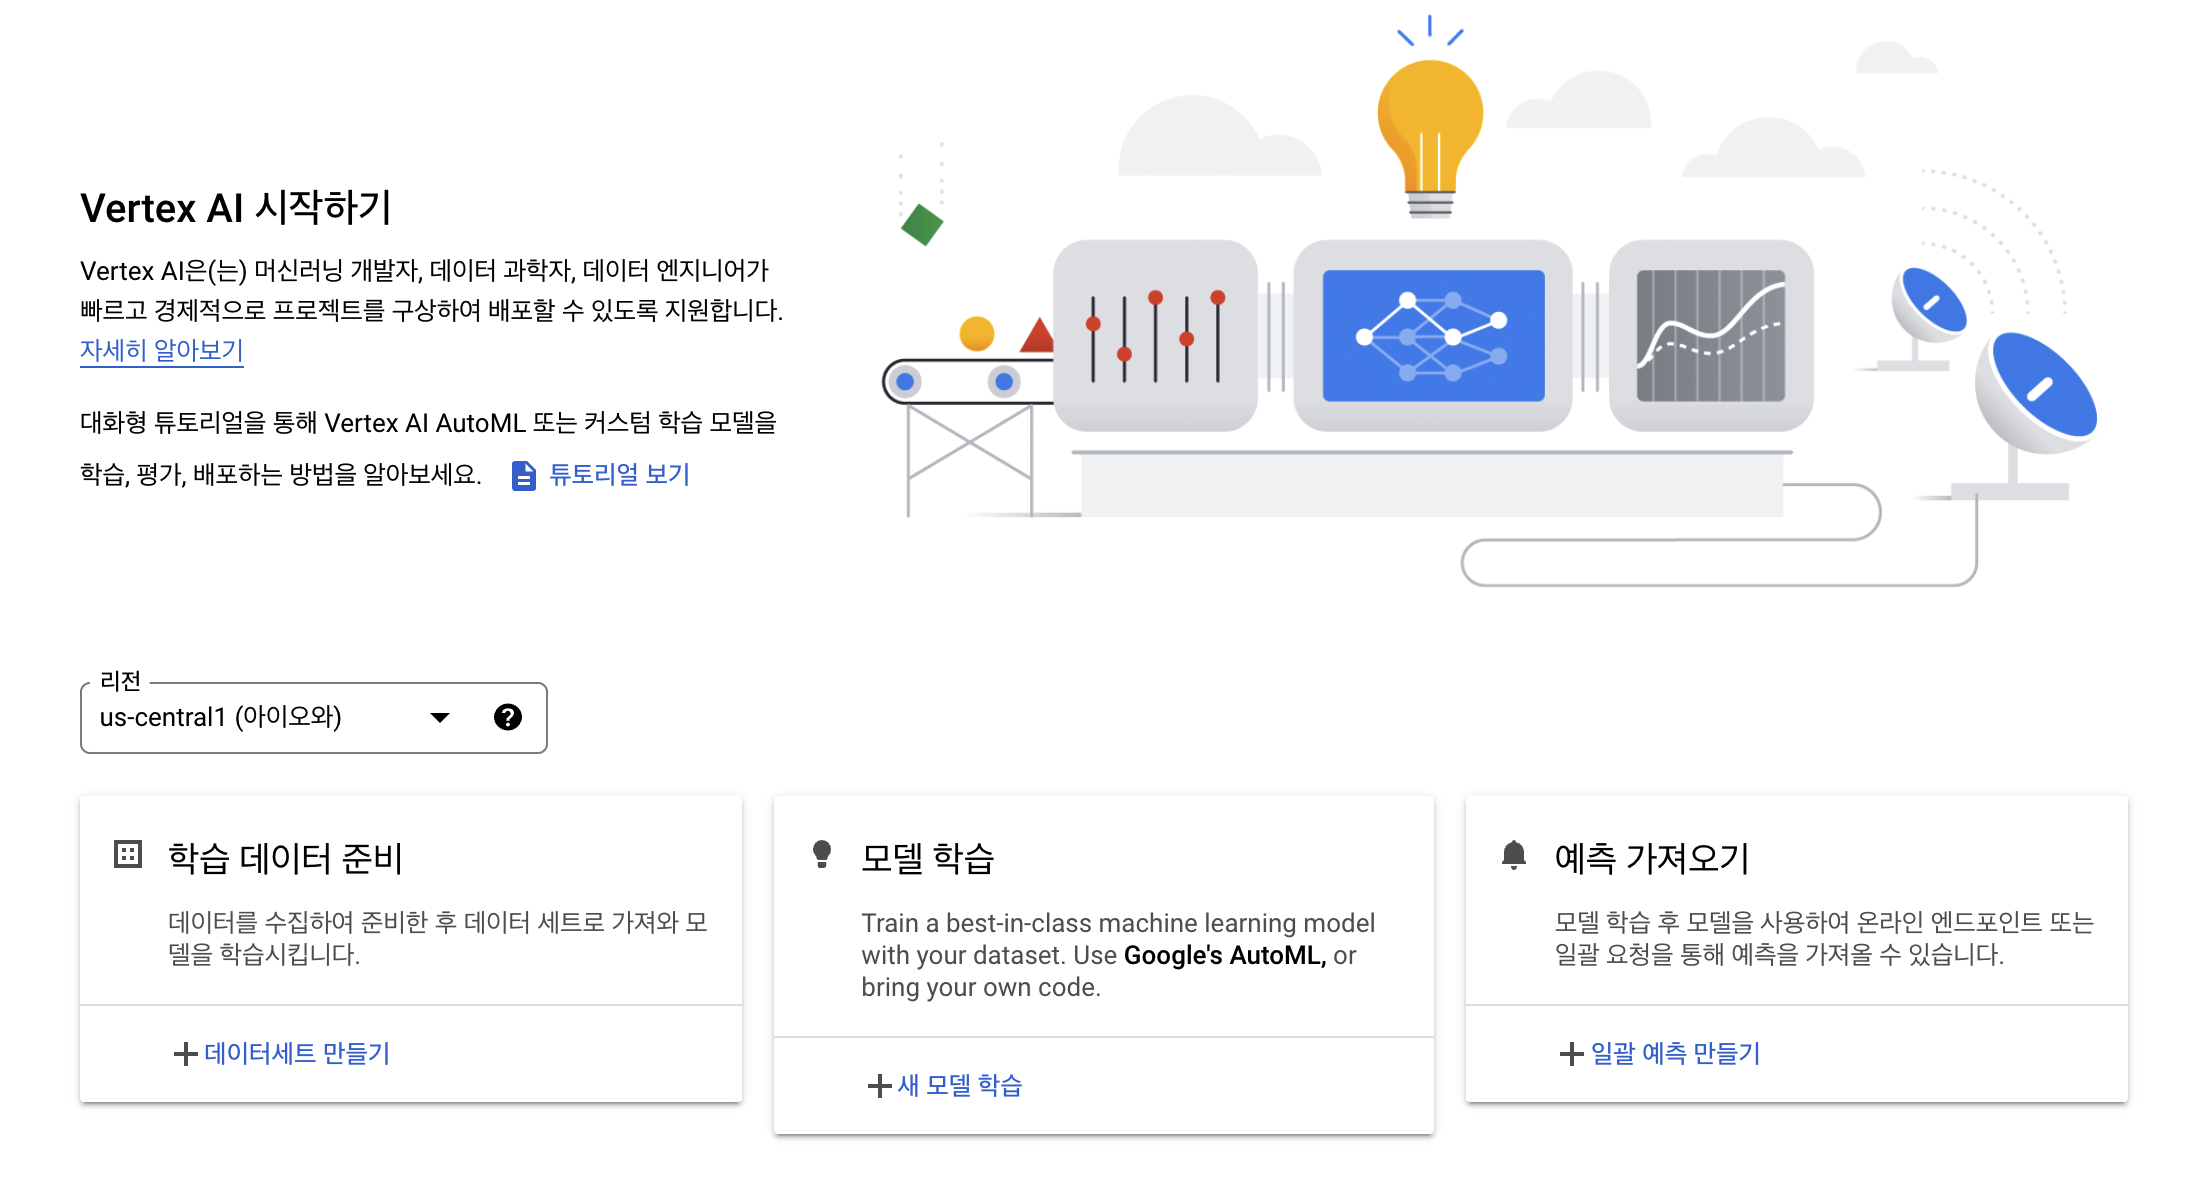 Vertex AI 시작하기
Vertex AI은(는) 머신러닝 개발자, 데이터 과학자, 데이터 엔지니어가
빠르고 경제적으로 프로젝트를 구상하여 배포할 수 있도록 지원합니다.
자세히 알아보기
대화형 튜토리얼을 통해 Vertex AI AutoML 또는 커스텀 학습 모델을
학습, 평가, 배포하는 방법을 알아보세요. 튜토리얼 보기
리전
us-central1 (아이오와)
학습 데이터 준비
데이터를 수집하여 준비한 후 데이터 세트로 가져와 모
델을 학습시킵니다.
데이터세트 만들기
모델 학습
Train a best-in-class machine learning model
with your dataset. Use Google's AutoML, or
bring your own code.
새 모델 학습
예측 가져오기
모델 학습 후 모델을 사용하여 온라인 엔드포인트 또는
일괄 요청을 통해 예측을 가져올 수 있습니다.
일괄 예측 만들기